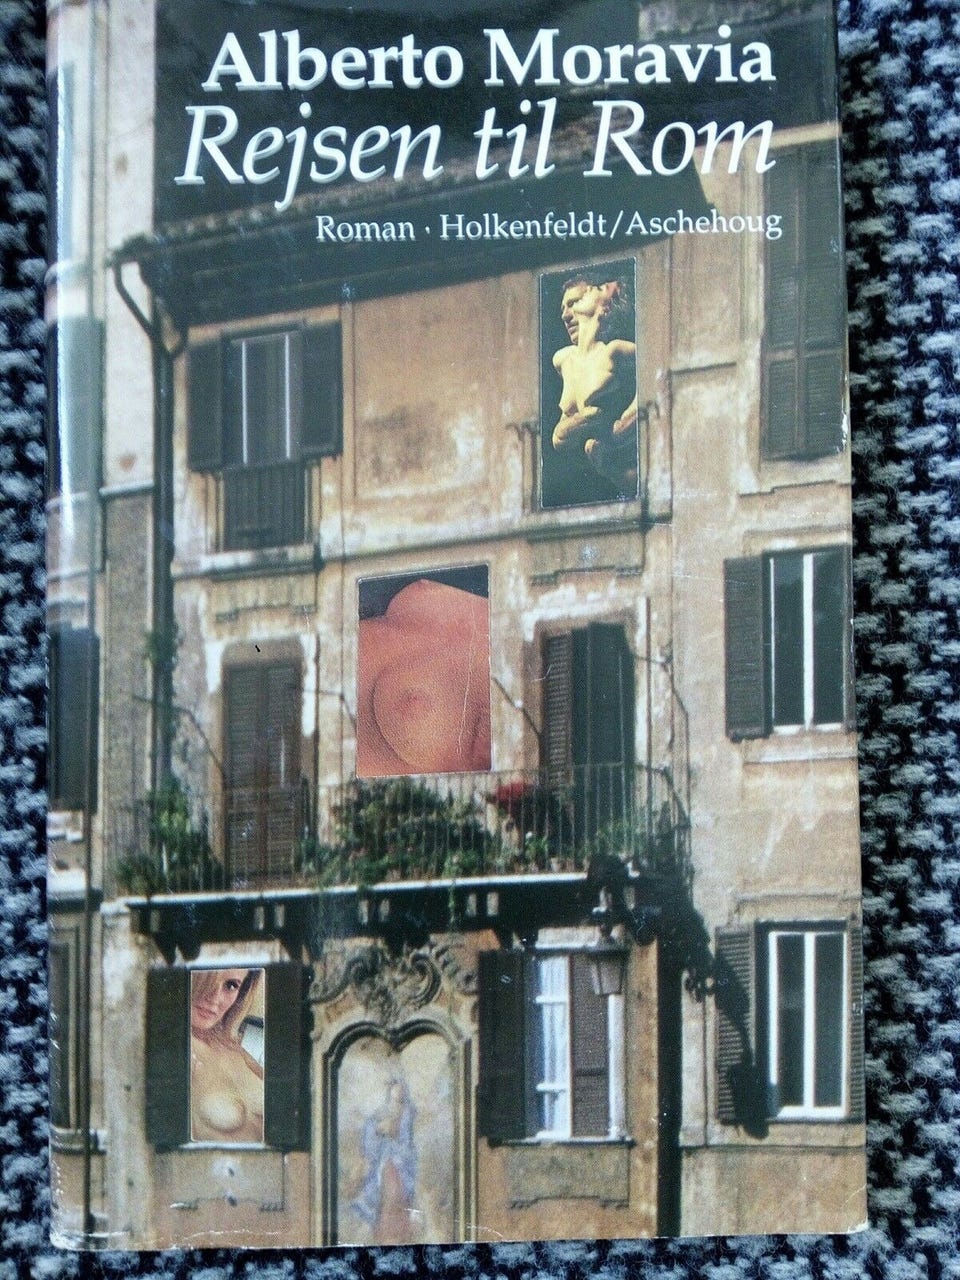 Alberto Moravia
Rejsen til Rom
Roman · Holkenfeldt/Aschehoug